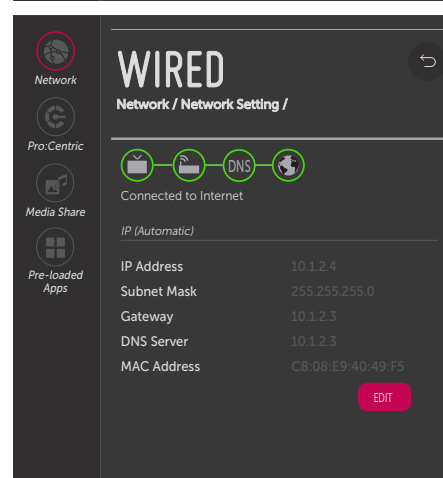 WIRED
Network / Network Setting /
Network
Pro:Centric
Media Share
Pre-loaded
Apps
DNS
Connected to Internet
IP (Automatic)
IP Address 10.1.2.4
Subnet Mask 255.255.255.0
Gateway 10.1.2.3
DNS Server 10.1.2.3
MAC Address C8:08:E9:40:49:F5
EDIT